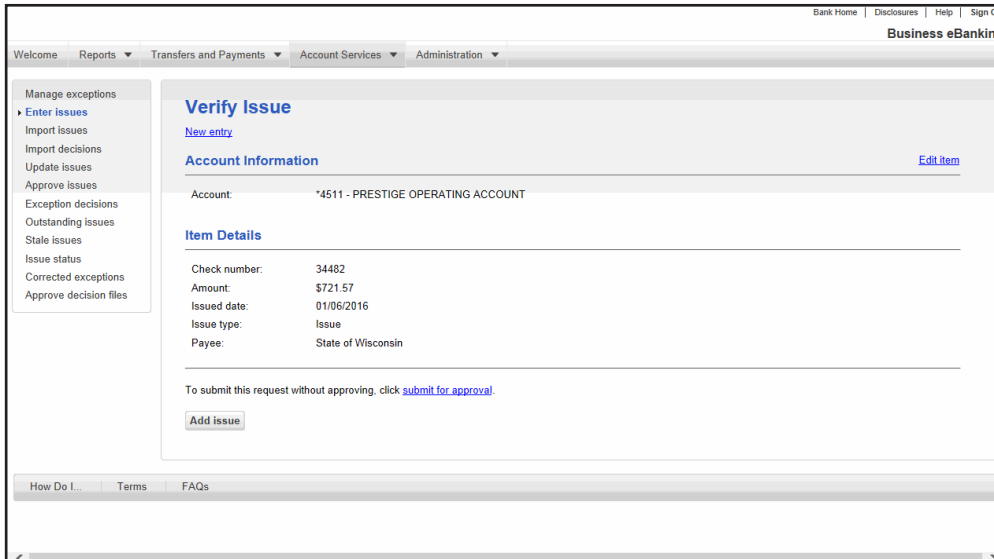 Bank Home | Disclosures | Help | Sign
Business eBankin
Welcome Reports Transfers and Payments Account Services Administration
Manage exceptions
Enter issues
Import issues
Import decisions
Update issues
Approve issues
Exception decisions
Outstanding issues
Stale issues
Issue status
Corrected exceptions
Approve decision files
Verify Issue
New entry
Account Information Edit item
Account: *4511 - PRESTIGE OPERATING ACCOUNT
Item Details
Check number: 34482
Amount: $721.57
Issued date: 01/06/2016
Issue type: Issue
Payee: State of Wisconsin
To submit this request without approving, click submit for approval.
Add issue
How Do I... Terms FAQs